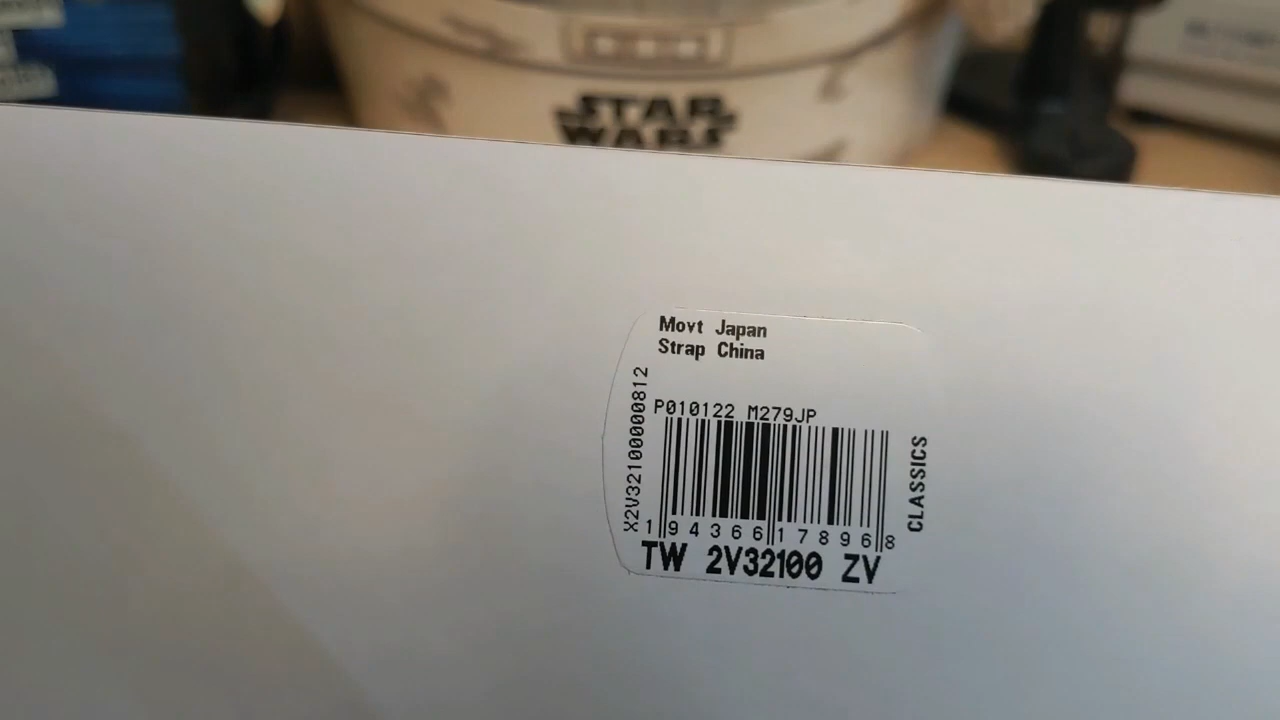 STAR
WARS
Movt Japan
Strap China
X2V32100000812
P010122 M279JP
CLASSICS
1 94366 17896 8
TW 2V32100 ZV